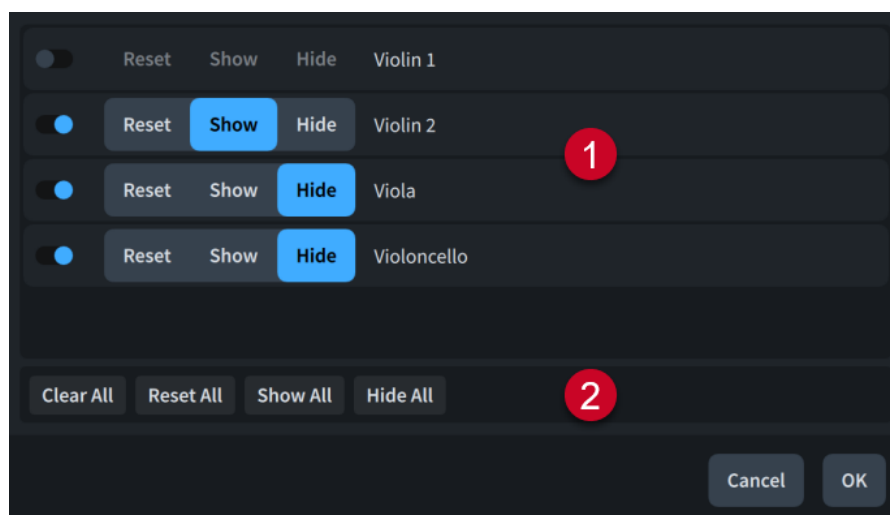 Reset Show Hide Violin 1
Reset Show Hide Violin 2
1
Reset Show Hide Viola
Reset Show Hide Violoncello
Clear All Reset All Show All Hide All 2
Cancel OK